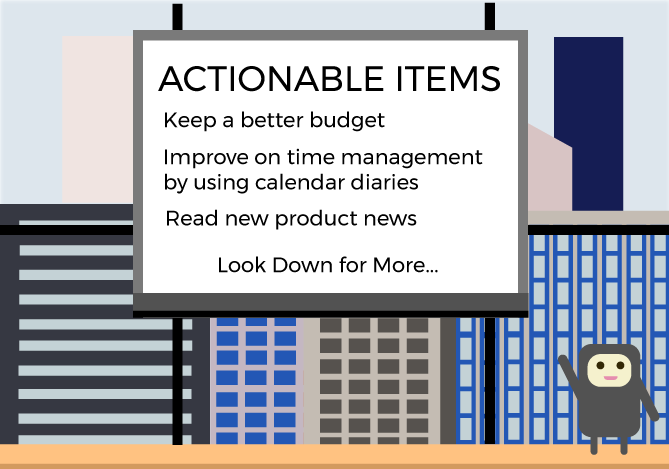 ACTIONABLE ITEMS
Keep a better budget
Improve on time management
by using calendar diaries
Read new product news
Look Down for More...